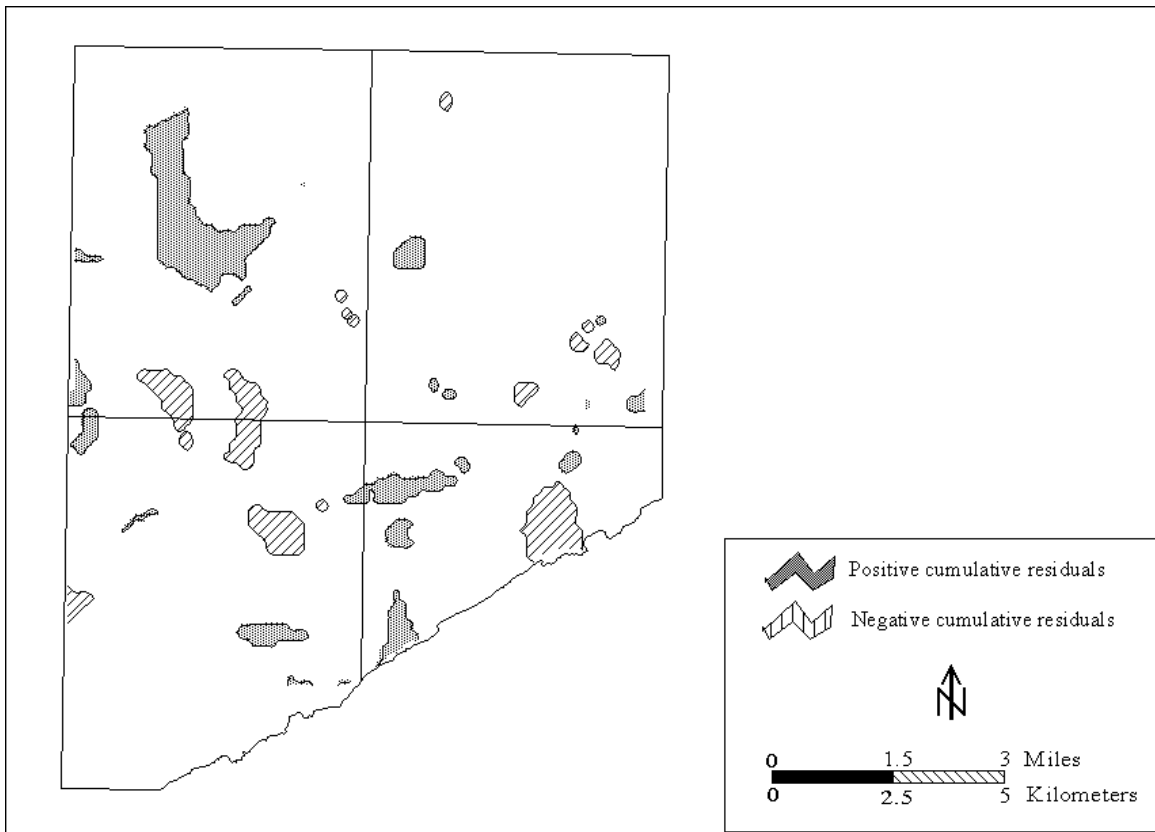 Positive cumulative residuals
Negative cumulative residuals
N
0 1.5 3 Miles
0 2.5 5 Kilometers